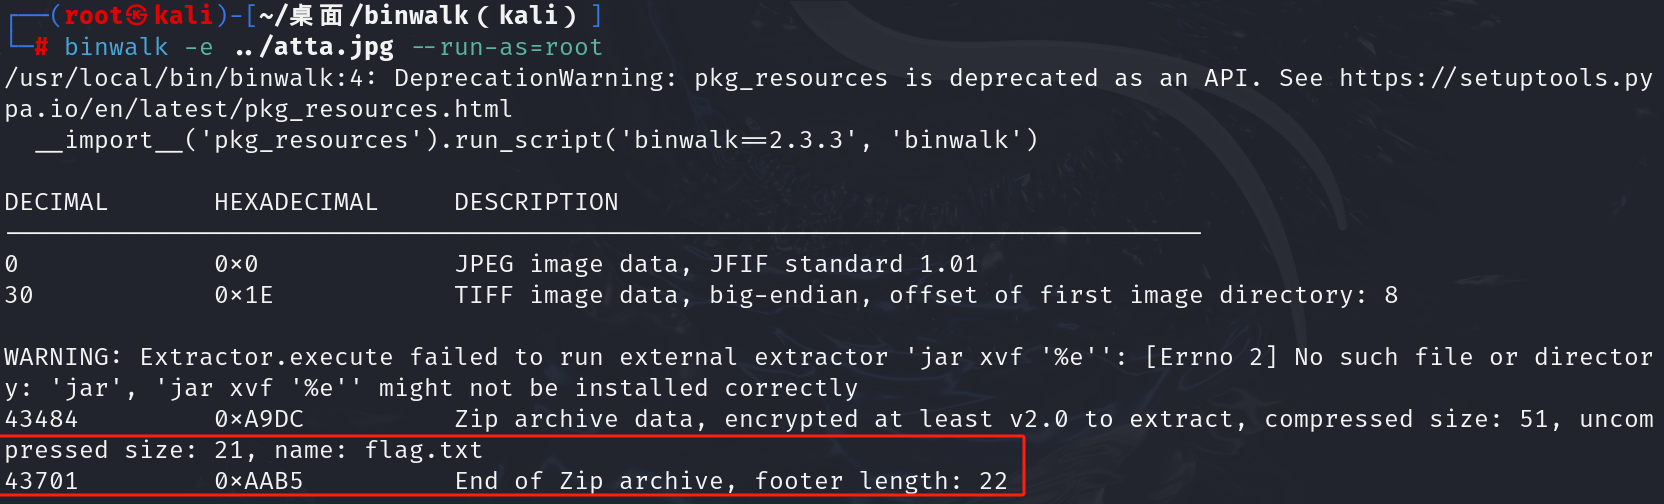 ┌──(root㉿kali)-[~/桌面/binwalk（kali）]
└─# binwalk -e ../atta.jpg --run-as=root
/usr/local/bin/binwalk:4: DeprecationWarning: pkg_resources is deprecated as an API. See https://setuptools.py
pa.io/en/latest/pkg_resources.html
  __import__('pkg_resources').run_script('binwalk==2.3.3', 'binwalk')
DECIMAL       HEXADECIMAL     DESCRIPTION
--------------------------------------------------------------------------------
0             0x0             JPEG image data, JFIF standard 1.01
30            0x1E            TIFF image data, big-endian, offset of first image directory: 8
WARNING: Extractor.execute failed to run external extractor 'jar xvf '%e'': [Errno 2] No such file or director
y: 'jar', 'jar xvf '%e'' might not be installed correctly
43484         0xA9DC          Zip archive data, encrypted at least v2.0 to extract, compressed size: 51, uncom
pressed size: 21, name: flag.txt
43701         0xAAB5          End of Zip archive, footer length: 22